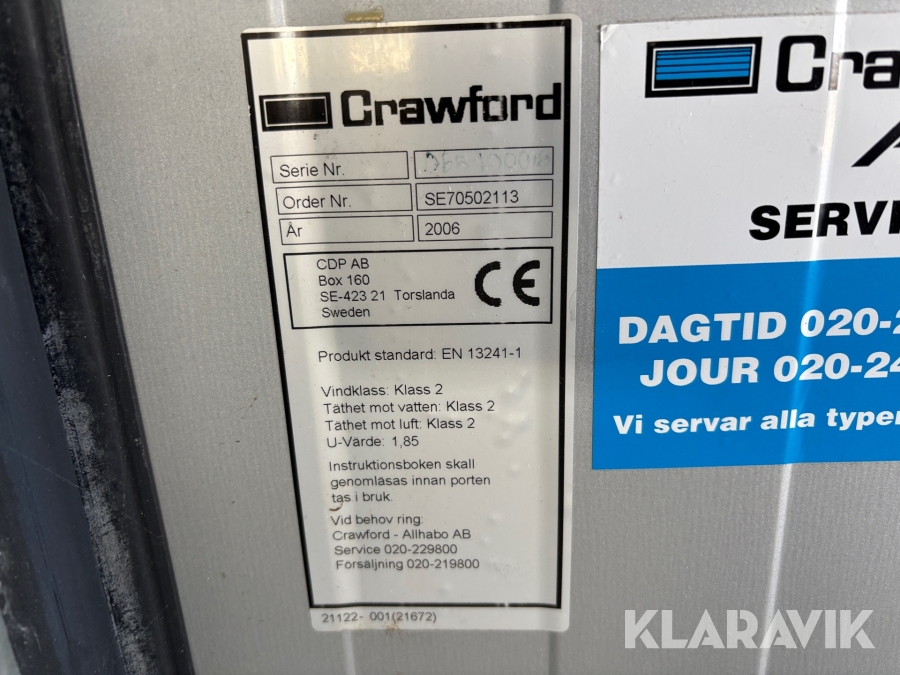 Crawford
Serie Nr.
Order Nr. SE70502113
År 2006
CDP AB
Box 160
SE-423 21 Torslanda
Sweden
CE
Produkt standard: EN 13241-1
Vindklass: Klass 2
Täthet mot vatten: Klass 2
Täthet mot luft: Klass 2
U-Värde: 1,85
Instruktionsboken skall
genomläsas innan porten
tas i bruk.
Vid behov ring:
Crawford - Allhabo AB
Service 020-229800
Försäljning 020-219800
21122- 001(21672)
Cra
SERV
DAGTID 020-2
JOUR 020-24
Vi servar alla typer
KLARAVIK